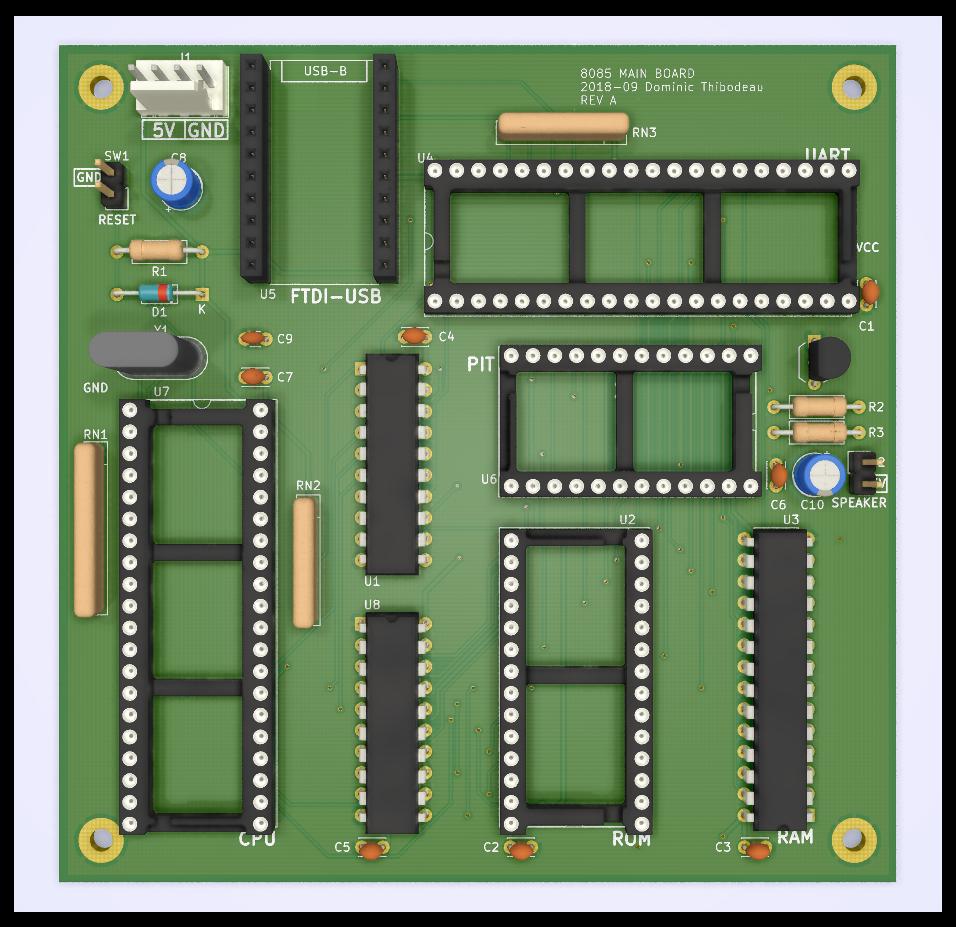 J1
USB-B
8085 MAIN BOARD
2018-09 Dominic Thibodeau
REV A
5V GND
RN3
SW1
C8
U4
UART
GND
RESET
VCC
R1
U5
FTDI-USB
D1
K
C1
Y1
C9
C4
PIT
GND
C7
U7
R2
R3
RN1
RN2
U6
C6
C10
SPEAKER
U2
U3
U1
U8
CPU
C5
C2
ROM
C3
RAM